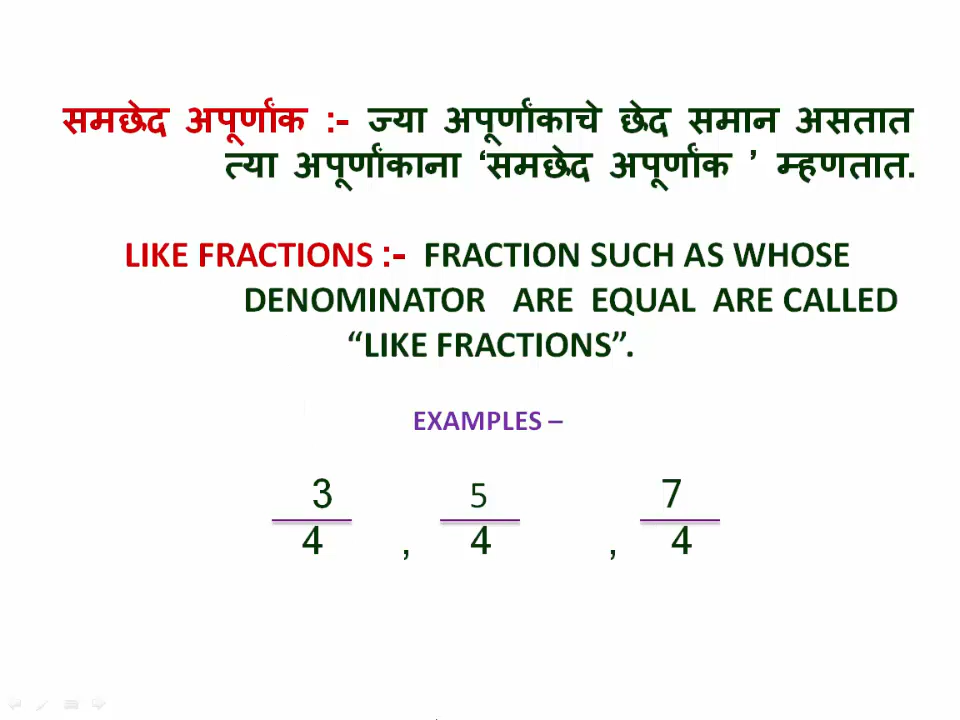 समछेद अपूर्णांक :- ज्या अपूर्णांकाचे छेद समान असतात
त्या अपूर्णांकाना ‘समछेद अपूर्णांक ’ म्हणतात.
LIKE FRACTIONS :- FRACTION SUCH AS WHOSE
DENOMINATOR ARE EQUAL ARE CALLED
“LIKE FRACTIONS”.
EXAMPLES –
3 5 7
4 , 4 , 4